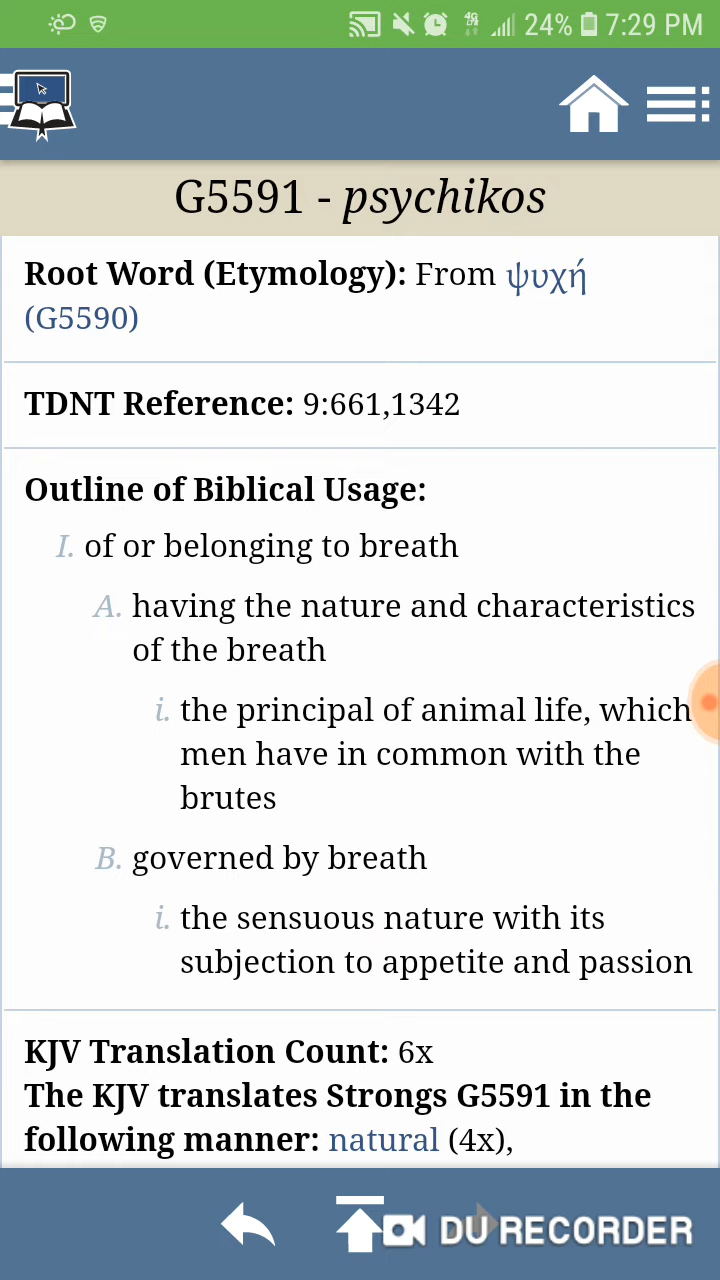 4G LTE 24% 7:29 PM
G5591 - psychikos
Root Word (Etymology): From ψυχή
(G5590)
TDNT Reference: 9:661,1342
Outline of Biblical Usage:
I. of or belonging to breath
A. having the nature and characteristics
of the breath
i. the principal of animal life, which
men have in common with the
brutes
B. governed by breath
i. the sensuous nature with its
subjection to appetite and passion
KJV Translation Count: 6x
The KJV translates Strongs G5591 in the
following manner: natural (4x),
DU RECORDER